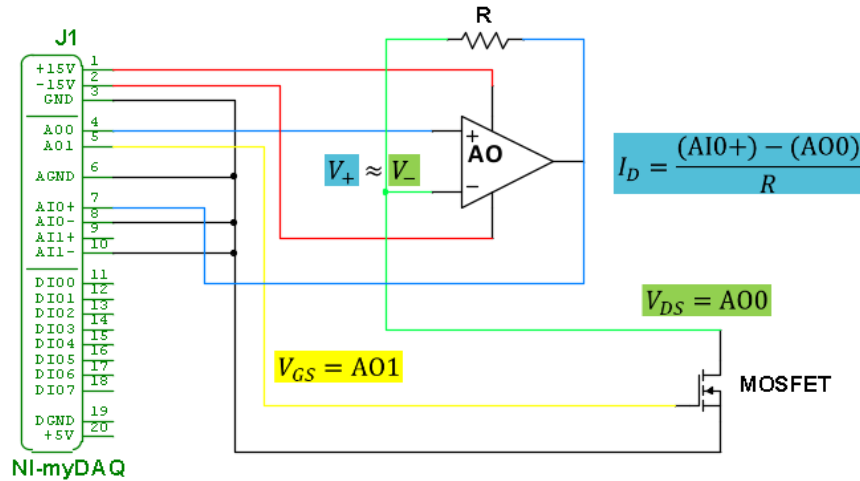 R
J1
+15V 1
-15V 2
GND 3
AO0 4
AO1 5
AGND 6
AI0+ 7
AI0- 8
AI1+ 9
AI1- 10
DIO0 11
DIO1 12
DIO2 13
DIO3 14
DIO4 15
DIO5 16
DIO6 17
DIO7 18
DGND 19
+5V 20
NI-myDAQ
+
AO
−
V₊ ≈ V₋
I_D = ((AI0+) − (AO0)) / R
V_DS = AO0
V_GS = AO1
MOSFET